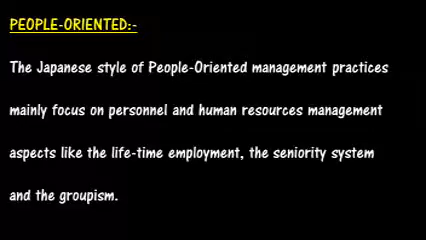 PEOPLE-ORIENTED:-
The Japanese style of People-Oriented management practices
mainly focus on personnel and human resources management
aspects like the life-time employment, the seniority system
and the groupism.